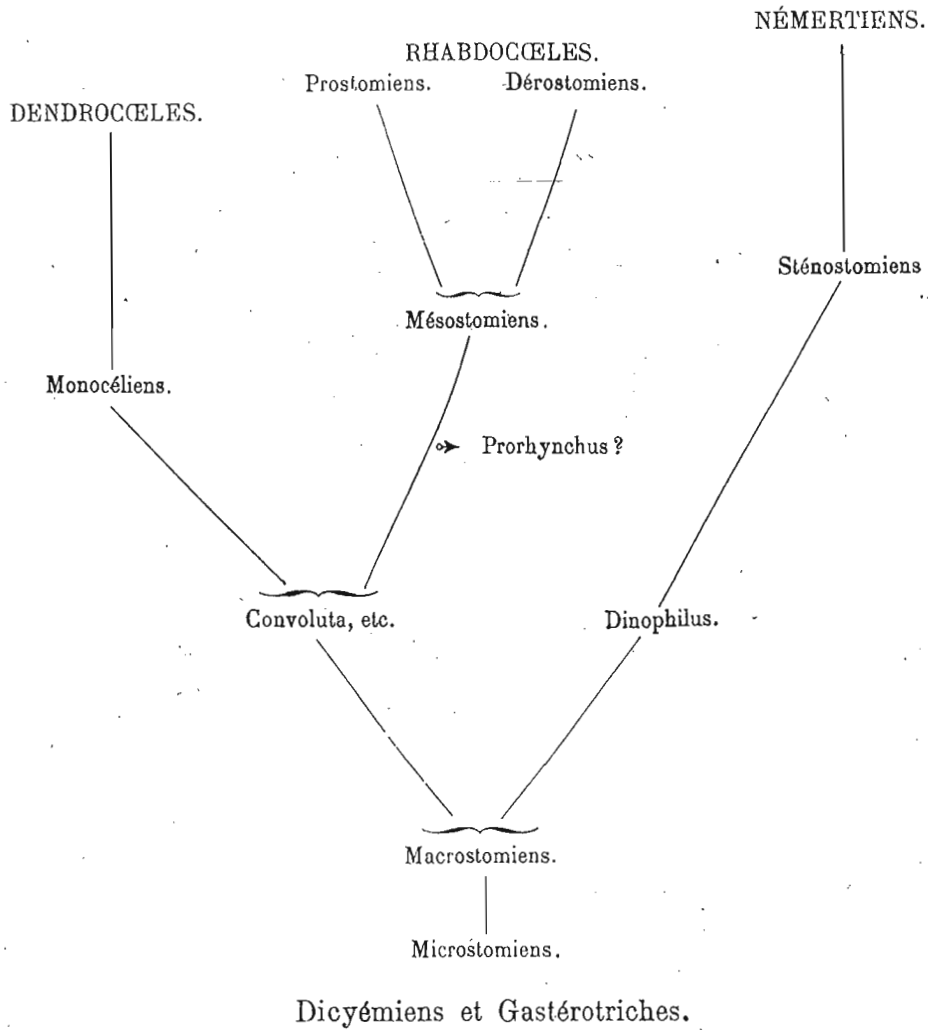 NÉMERTIENS.
RHABDOCŒLES.
Prostomiens. Dérostomiens.
DENDROCŒLES.
Sténostomiens
Mésostomiens.
Monocéliens.
Prorhynchus ?
Convoluta, etc. Dinophilus.
Macrostomiens.
Microstomiens.
Dicyémiens et Gastérotriches.